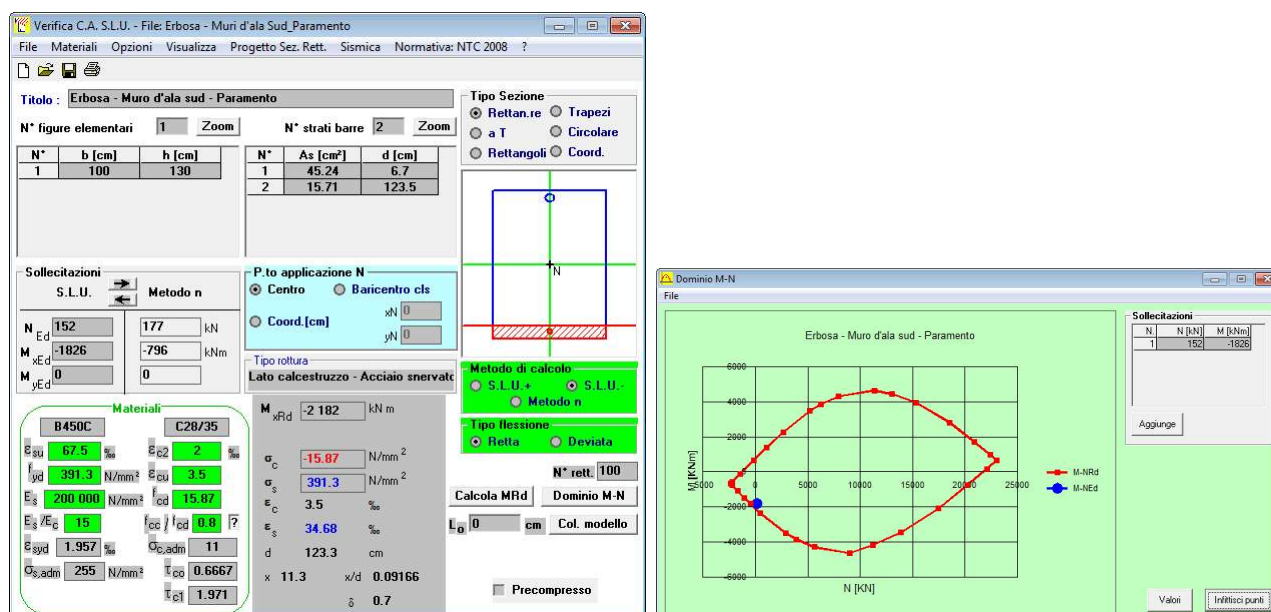 Verifica C.A. S.L.U. - File: Erbosa - Muri d'ala Sud_Paramento
File Materiali Opzioni Visualizza Progetto Sez. Rett. Sismica Normativa: NTC 2008 ?
Titolo : Erbosa - Muro d'ala sud - Paramento
N° figure elementari 1 Zoom N° strati barre 2 Zoom
N° b [cm] h [cm]
1 100 130
N° As [cm²] d [cm]
1 45.24 6.7
2 15.71 123.5
Tipo Sezione
Rettan.re Trapezi
a T Circolare
Rettangoli Coord.
N
Sollecitazioni
S.L.U. Metodo n
N Ed 152 177 kN
M xEd -1826 -796 kNm
M yEd 0 0
P.to applicazione N
Centro Baricentro cls
Coord.[cm] xN 0
yN 0
Tipo rottura
Lato calcestruzzo - Acciaio snervato
Metodo di calcolo
S.L.U.+ S.L.U.-
Metodo n
Tipo flessione
Retta Deviata
Materiali
B450C C28/35
εsu 67.5 ‰ εc2 2 ‰
fyd 391.3 N/mm² εcu 3.5
Es 200 000 N/mm² fcd 15.87
Es /Ec 15 fcc / fcd 0.8 ?
εsyd 1.957 ‰ σc,adm 11
σs,adm 255 N/mm² τco 0.6667
τc1 1.971
M xRd -2 182 kN m
σc -15.87 N/mm²
σs 391.3 N/mm²
εc 3.5 ‰
εs 34.68 ‰
d 123.3 cm
x 11.3 x/d 0.09166
δ 0.7
N° rett. 100
Calcola MRd Dominio M-N
Lo 0 cm Col. modello
Precompresso
Dominio M-N
File
Erbosa - Muro d'ala sud - Paramento
6000
4000
2000
-5000 0 5000 10000 15000 20000 25000
-2000
-4000
-6000
M [KNm]
N [KN]
M-NRd
M-NEd
Sollecitazioni
N. N [kN] M [kNm]
1 152 -1826
Aggiunge
Valori Infittisci punti